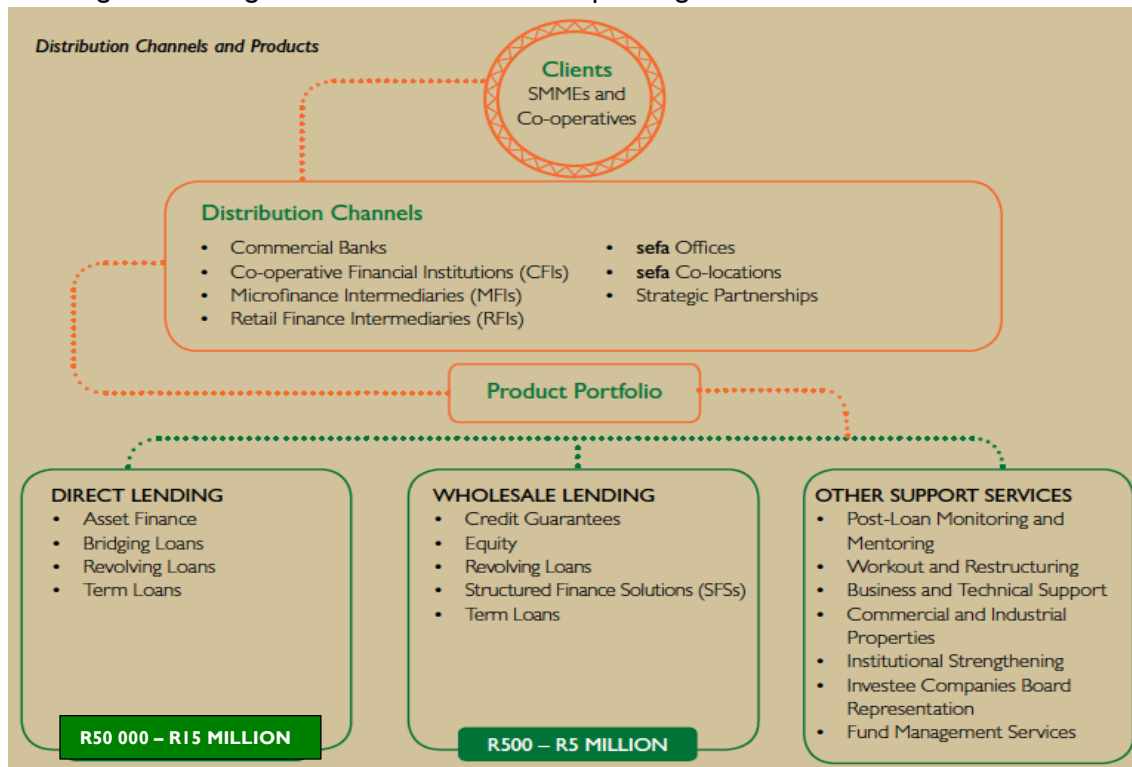 Distribution Channels and Products
Clients
SMMEs and
Co-operatives
Distribution Channels
• Commercial Banks
• Co-operative Financial Institutions (CFIs)
• Microfinance Intermediaries (MFIs)
• Retail Finance Intermediaries (RFIs)
• sefa Offices
• sefa Co-locations
• Strategic Partnerships
Product Portfolio
DIRECT LENDING
• Asset Finance
• Bridging Loans
• Revolving Loans
• Term Loans
R50 000 – R15 MILLION
WHOLESALE LENDING
• Credit Guarantees
• Equity
• Revolving Loans
• Structured Finance Solutions (SFSs)
• Term Loans
R500 – R5 MILLION
OTHER SUPPORT SERVICES
• Post-Loan Monitoring and
Mentoring
• Workout and Restructuring
• Business and Technical Support
• Commercial and Industrial
Properties
• Institutional Strengthening
• Investee Companies Board
Representation
• Fund Management Services